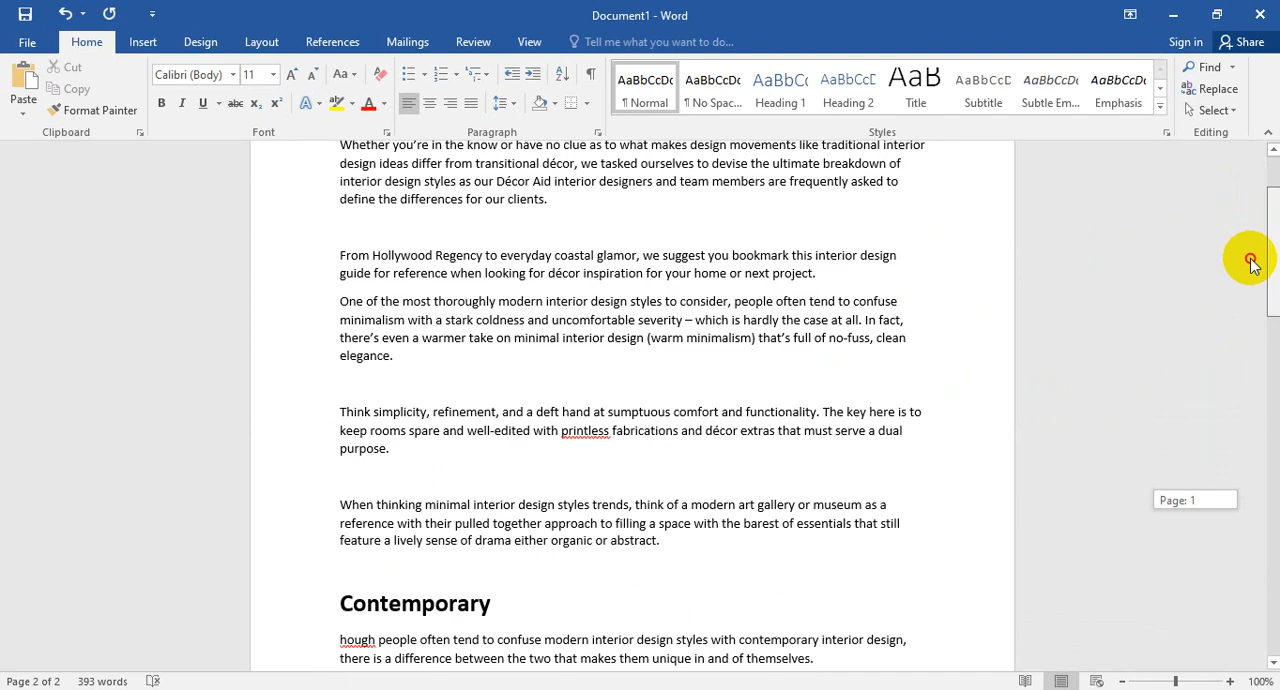 Document1 - Word
File Home Insert Design Layout References Mailings Review View Tell me what you want to do... Sign in Share
Paste
Cut
Copy
Format Painter
Clipboard
Calibri (Body) 11
Font
Paragraph
AaBbCcDc ¶ Normal
AaBbCcDc ¶ No Spac...
AaBbCc Heading 1
AaBbCcD Heading 2
AaB Title
AaBbCcD Subtitle
AaBbCcDc Subtle Em...
AaBbCcDc Emphasis
Styles
Find
Replace
Select
Editing
Whether you're in the know or have no clue as to what makes design movements like traditional interior
design ideas differ from transitional décor, we tasked ourselves to devise the ultimate breakdown of
interior design styles as our Décor Aid interior designers and team members are frequently asked to
define the differences for our clients.
From Hollywood Regency to everyday coastal glamor, we suggest you bookmark this interior design
guide for reference when looking for décor inspiration for your home or next project.
One of the most thoroughly modern interior design styles to consider, people often tend to confuse
minimalism with a stark coldness and uncomfortable severity – which is hardly the case at all. In fact,
there's even a warmer take on minimal interior design (warm minimalism) that's full of no-fuss, clean
elegance.
Think simplicity, refinement, and a deft hand at sumptuous comfort and functionality. The key here is to
keep rooms spare and well-edited with printless fabrications and décor extras that must serve a dual
purpose.
Page: 1
When thinking minimal interior design styles trends, think of a modern art gallery or museum as a
reference with their pulled together approach to filling a space with the barest of essentials that still
feature a lively sense of drama either organic or abstract.
Contemporary
hough people often tend to confuse modern interior design styles with contemporary interior design,
there is a difference between the two that makes them unique in and of themselves.
Page 2 of 2 393 words 100%